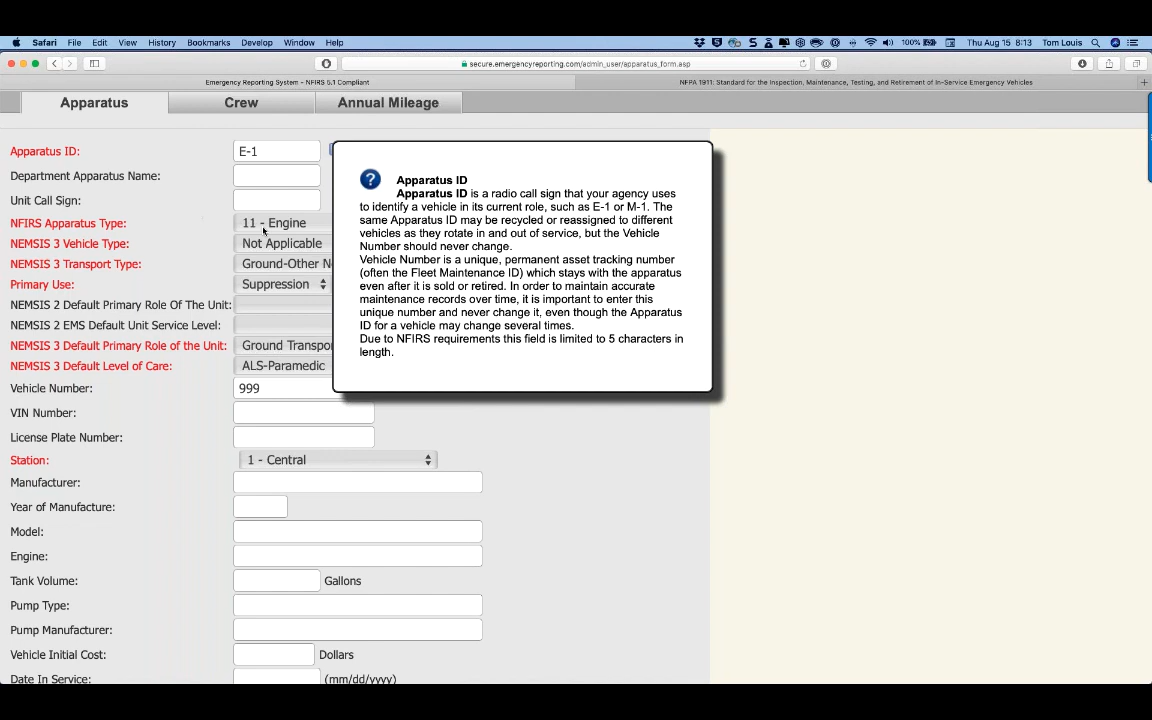 Safari File Edit View History Bookmarks Develop Window Help 100% Thu Aug 15 8:13 Tom Louis
secure.emergencyreporting.com/admin_user/apparatus_form.asp
Emergency Reporting System - NFIRS 5.1 Compliant NFPA 1911: Standard for the Inspection, Maintenance, Testing, and Retirement of In-Service Emergency Vehicles
Apparatus Crew Annual Mileage
Apparatus ID: E-1
Department Apparatus Name:
Unit Call Sign:
NFIRS Apparatus Type: 11 - Engine
NEMSIS 3 Vehicle Type: Not Applicable
NEMSIS 3 Transport Type: Ground-Other N
Primary Use: Suppression
NEMSIS 2 Default Primary Role Of The Unit:
NEMSIS 2 EMS Default Unit Service Level:
NEMSIS 3 Default Primary Role of the Unit: Ground Transpor
NEMSIS 3 Default Level of Care: ALS-Paramedic
Vehicle Number: 999
VIN Number:
License Plate Number:
Station: 1 - Central
Manufacturer:
Year of Manufacture:
Model:
Engine:
Tank Volume: Gallons
Pump Type:
Pump Manufacturer:
Vehicle Initial Cost: Dollars
Date In Service: (mm/dd/yyyy)
? Apparatus ID
Apparatus ID is a radio call sign that your agency uses
to identify a vehicle in its current role, such as E-1 or M-1. The
same Apparatus ID may be recycled or reassigned to different
vehicles as they rotate in and out of service, but the Vehicle
Number should never change.
Vehicle Number is a unique, permanent asset tracking number
(often the Fleet Maintenance ID) which stays with the apparatus
even after it is sold or retired. In order to maintain accurate
maintenance records over time, it is important to enter this
unique number and never change it, even though the Apparatus
ID for a vehicle may change several times.
Due to NFIRS requirements this field is limited to 5 characters in
length.